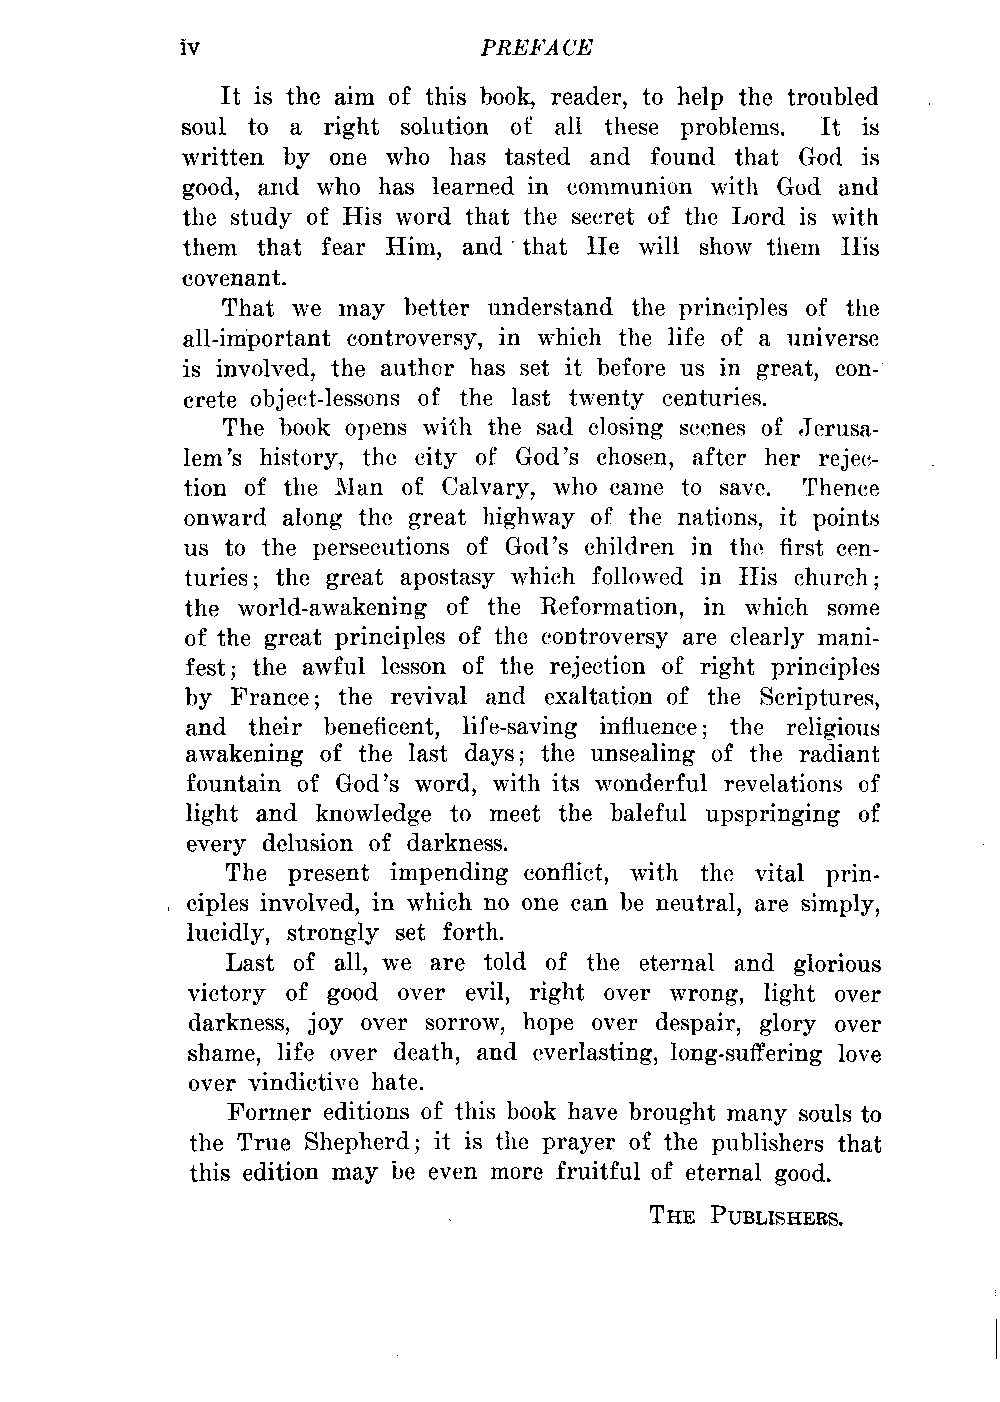 iv PREFACE
It is the aim of this book, reader, to help the troubled
soul to a right solution of all these problems. It is
written by one who has tasted and found that God is
good, and who has learned in communion with God and
the study of His word that the secret of the Lord is with
them that fear Him, and that He will show them His
covenant.
That we may better understand the principles of the
all-important controversy, in which the life of a universe
is involved, the author has set it before us in great, con-
crete object-lessons of the last twenty centuries.
The book opens with the sad closing scenes of Jerusa-
lem's history, the city of God's chosen, after her rejec-
tion of the Man of Calvary, who came to save. Thence
onward along the great highway of the nations, it points
us to the persecutions of God's children in the first cen-
turies; the great apostasy which followed in His church;
the world-awakening of the Reformation, in which some
of the great principles of the controversy are clearly mani-
fest; the awful lesson of the rejection of right principles
by France; the revival and exaltation of the Scriptures,
and their beneficent, life-saving influence; the religious
awakening of the last days; the unsealing of the radiant
fountain of God's word, with its wonderful revelations of
light and knowledge to meet the baleful upspringing of
every delusion of darkness.
The present impending conflict, with the vital prin-
ciples involved, in which no one can be neutral, are simply,
lucidly, strongly set forth.
Last of all, we are told of the eternal and glorious
victory of good over evil, right over wrong, light over
darkness, joy over sorrow, hope over despair, glory over
shame, life over death, and everlasting, long-suffering love
over vindictive hate.
Former editions of this book have brought many souls to
the True Shepherd; it is the prayer of the publishers that
this edition may be even more fruitful of eternal good.
THE PUBLISHERS.